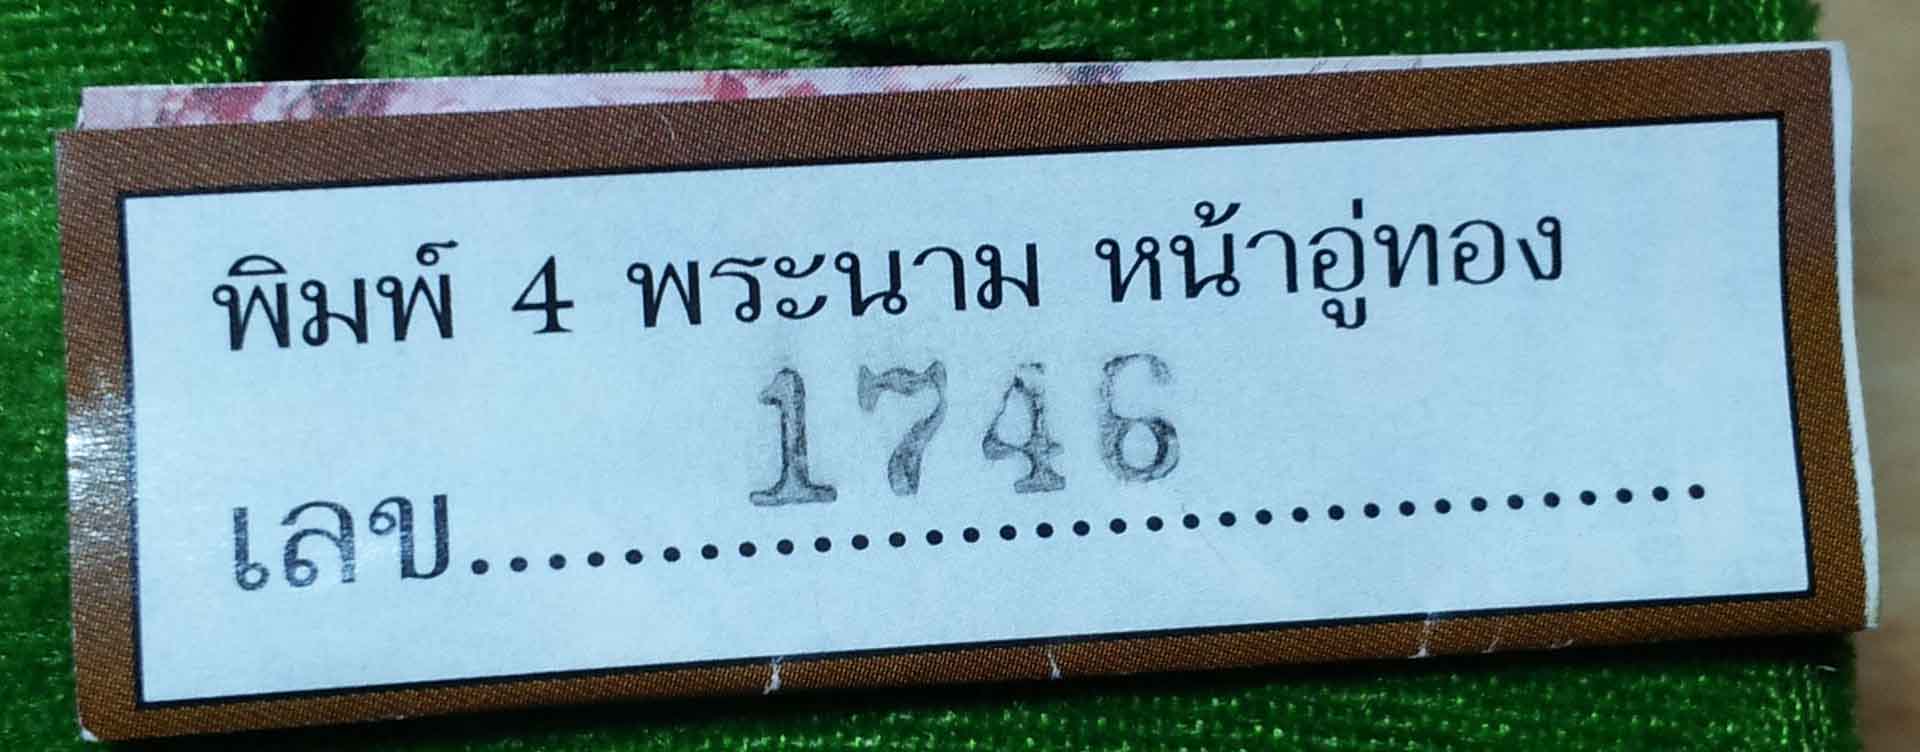 พิมพ์ 4 พระนาม หน้าอู่ทอง
เลข.................................
1746